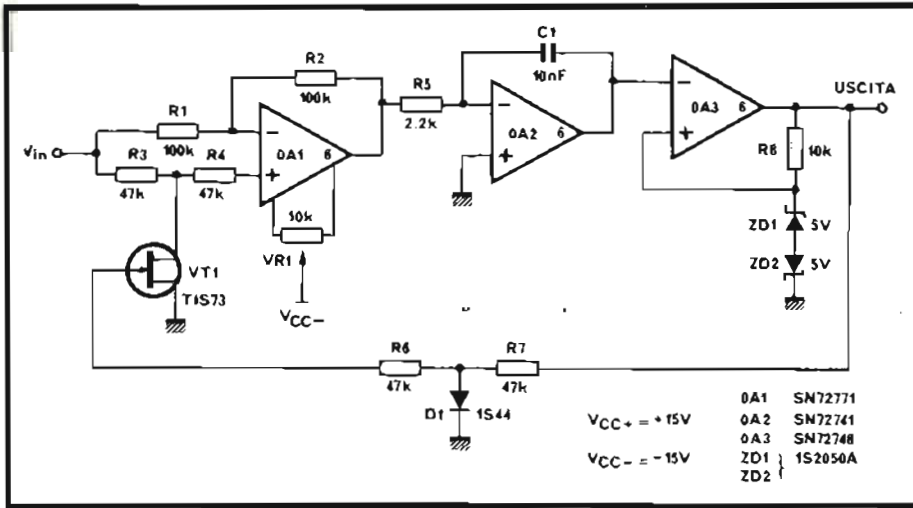 C1
10nF
R2
100k
R5
2.2k
R1
100k
R3
47k
R4
47k
Vin
-
+
0A1
6
-
+
0A2
6
-
+
0A3
6
USCITA
R8
10k
ZD1
5V
ZD2
5V
10k
VR1
VCC-
VT1
TIS73
R6
47k
R7
47k
D1
1S44
VCC+ = +15V
VCC- = -15V
0A1 SN72771
0A2 SN72741
0A3 SN72748
ZD1 } 1S2050A
ZD2